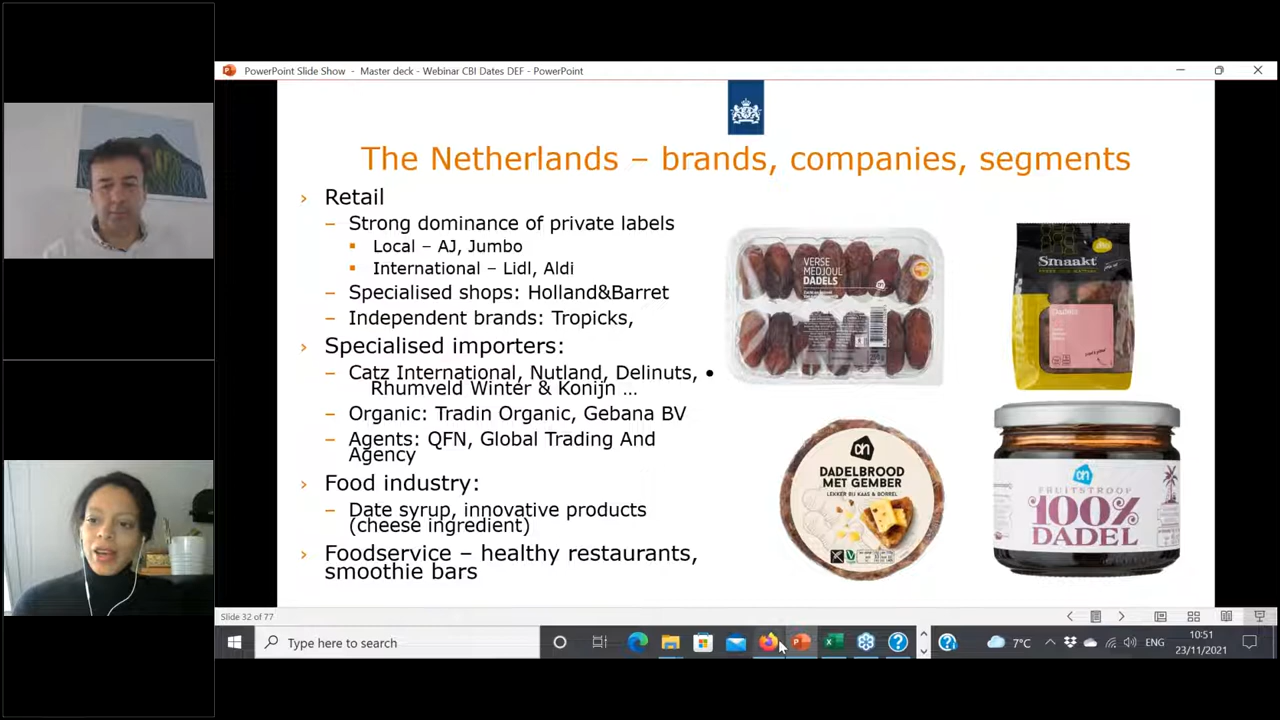 PowerPoint Slide Show - Master deck - Webinar CBI Dates DEF - PowerPoint
The Netherlands – brands, companies, segments
› Retail
– Strong dominance of private labels
▪ Local – AJ, Jumbo
▪ International – Lidl, Aldi
– Specialised shops: Holland&Barret
– Independent brands: Tropicks,
› Specialised importers:
– Catz International, Nutland, Delinuts, •
Rhumveld Winter & Konijn ...
– Organic: Tradin Organic, Gebana BV
– Agents: QFN, Global Trading And
Agency
› Food industry:
– Date syrup, innovative products
(cheese ingredient)
› Foodservice – healthy restaurants,
smoothie bars
VERSE
MEDJOUL
DADELS
Smaakt
Dadels
ah
DADELBROOD
MET GEMBER
LEKKER BIJ KAAS & BORREL
ah
FRUITSTROOP
100%
DADEL
Slide 32 of 77
Type here to search
7°C
ENG
10:51
23/11/2021